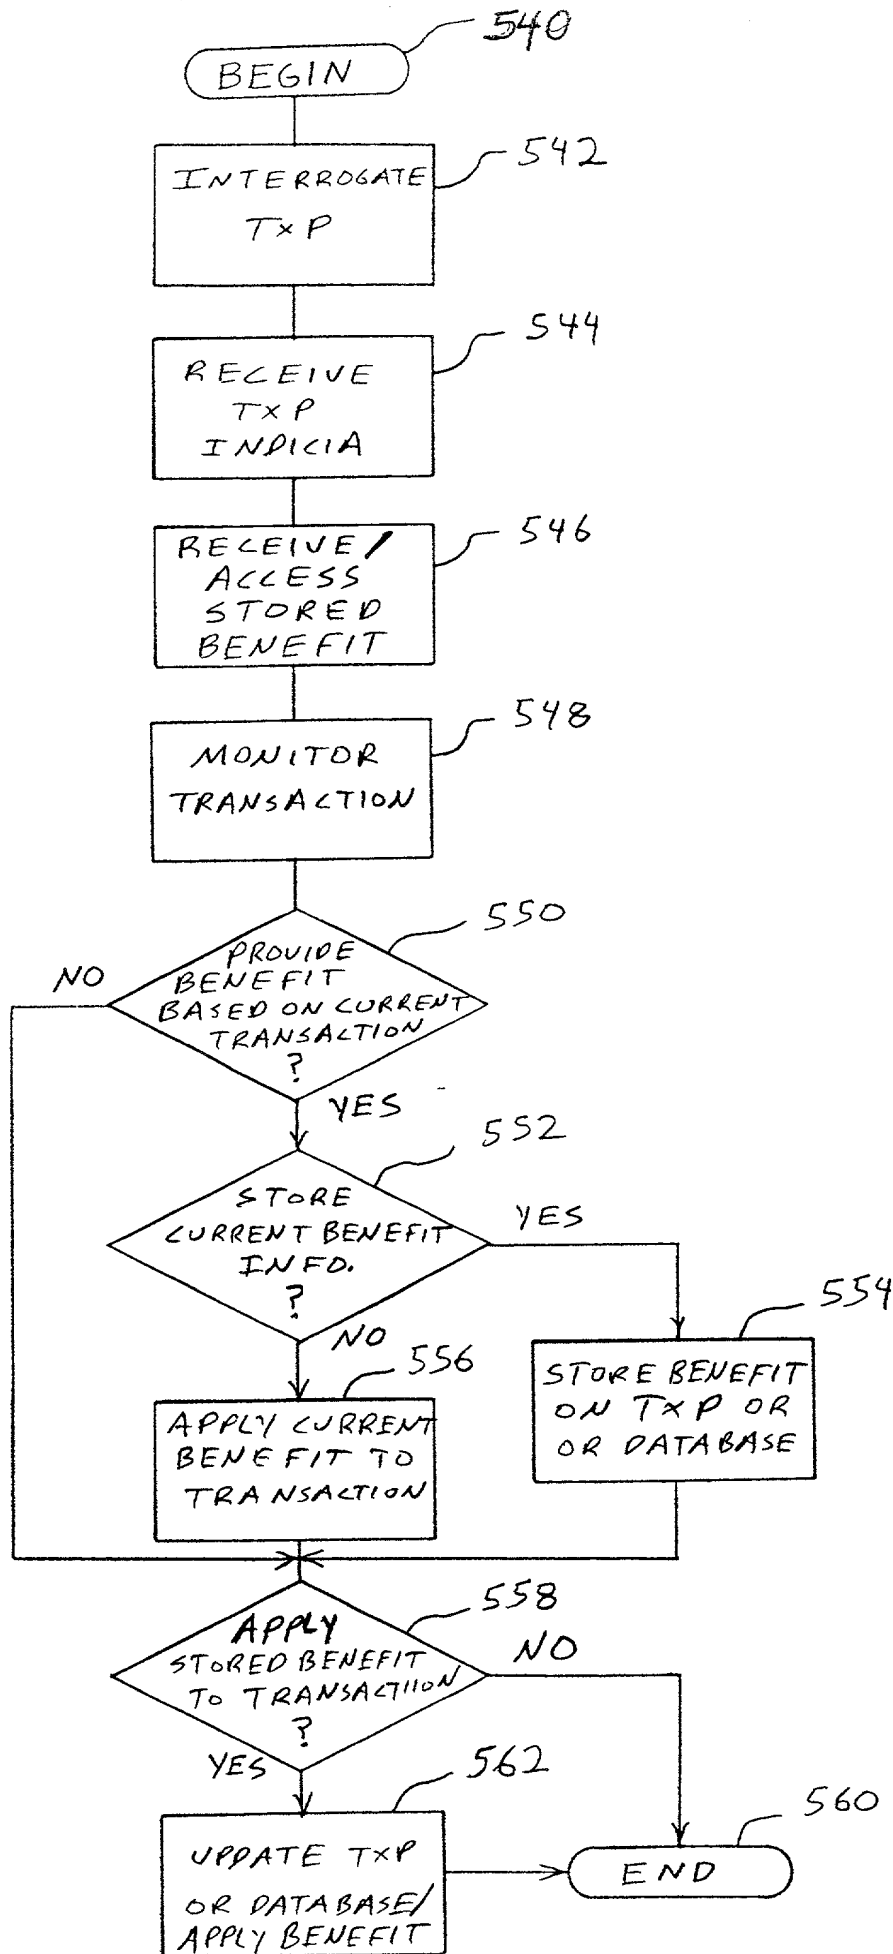 540
BEGIN
542
INTERROGATE
TXP
544
RECEIVE
TXP
INDICIA
546
RECEIVE/
ACCESS
STORED
BENEFIT
548
MONITOR
TRANSACTION
550
PROVIDE
BENEFIT
BASED ON CURRENT
TRANSACTION
?
NO
YES
552
STORE
CURRENT BENEFIT
INFO.
?
YES
NO
554
STORE BENEFIT
ON TXP OR
OR DATABASE
556
APPLY CURRENT
BENEFIT TO
TRANSACTION
558
APPLY
STORED BENEFIT
TO TRANSACTIION
?
NO
YES
562
UPDATE TXP
OR DATABASE/
APPLY BENEFIT
560
END